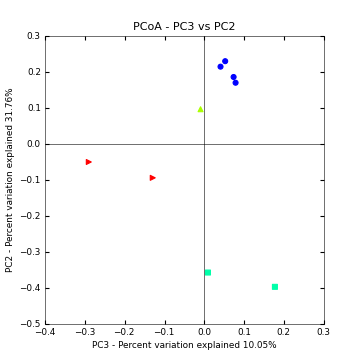 PCoA - PC3 vs PC2
0.3
0.2
0.1
0.0
−0.1
−0.2
−0.3
−0.4
−0.5
PC2 - Percent variation explained 31.76%
−0.4 −0.3 −0.2 −0.1 0.0 0.1 0.2 0.3
PC3 - Percent variation explained 10.05%